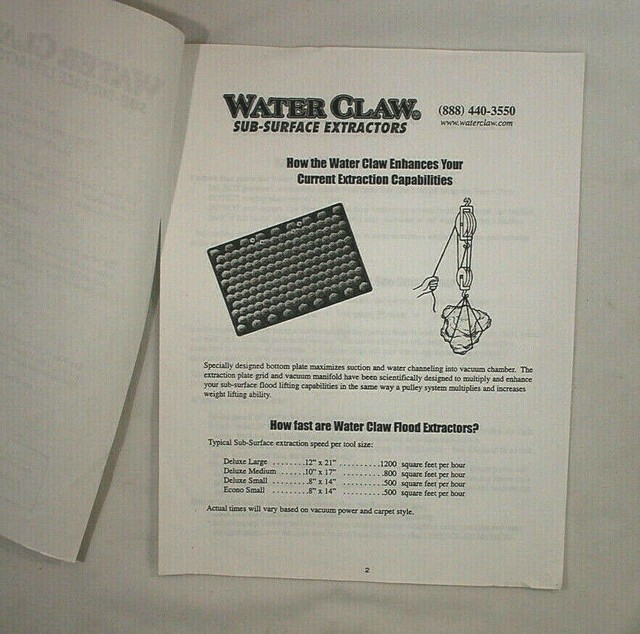 WATER CLAW®
SUB-SURFACE EXTRACTORS
(888) 440-3550
www.waterclaw.com
How the Water Claw Enhances Your
Current Extraction Capabilities
Specially designed bottom plate maximizes suction and water channeling into vacuum chamber. The
extraction plate grid and vacuum manifold have been scientifically designed to multiply and enhance
your sub-surface flood lifting capabilities in the same way a pulley system multiplies and increases
weight lifting ability.
How fast are Water Claw Flood Extractors?
Typical Sub-Surface extraction speed per tool size:
Deluxe Large ........12" x 21" ..........1200 square feet per hour
Deluxe Medium ....10" x 17" ............800 square feet per hour
Deluxe Small .........8" x 14" ............500 square feet per hour
Econo Small ..........8" x 14" ............500 square feet per hour
Actual times will vary based on vacuum power and carpet style.
2